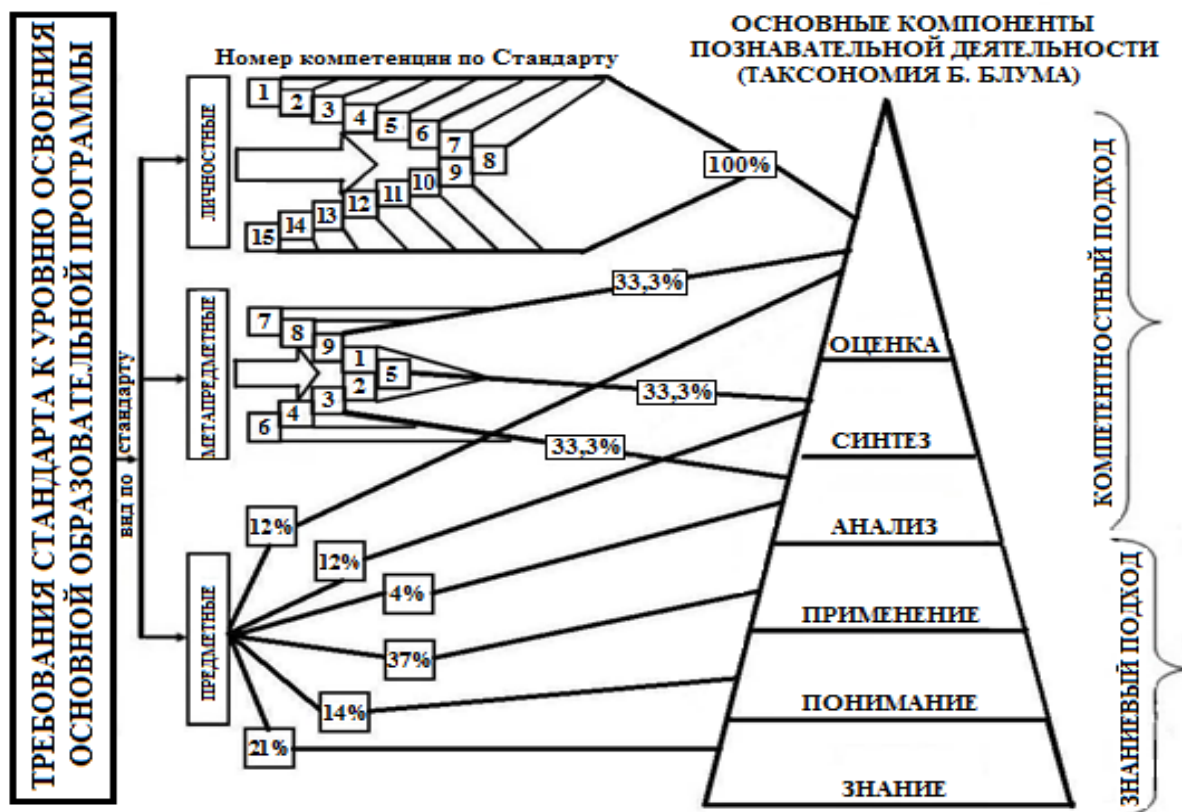 ТРЕБОВАНИЯ СТАНДАРТА К УРОВНЮ ОСВОЕНИЯ
ОСНОВНОЙ ОБРАЗОВАТЕЛЬНОЙ ПРОГРАММЫ
вид по стандарту
ЛИЧНОСТНЫЕ
МЕТАПРЕДМЕТНЫЕ
ПРЕДМЕТНЫЕ
Номер компетенции по Стандарту
1
2
3
4
5
6
7
8
9
10
11
12
13
14
15
7
8
9
1
5
2
3
4
6
100%
33,3%
33,3%
33,3%
12%
12%
4%
37%
14%
21%
ОСНОВНЫЕ КОМПОНЕНТЫ
ПОЗНАВАТЕЛЬНОЙ ДЕЯТЕЛЬНОСТИ
(ТАКСОНОМИЯ Б. БЛУМА)
ОЦЕНКА
СИНТЕЗ
АНАЛИЗ
ПРИМЕНЕНИЕ
ПОНИМАНИЕ
ЗНАНИЕ
КОМПЕТЕНТНОСТНЫЙ ПОДХОД
ЗНАНИЕВЫЙ ПОДХОД